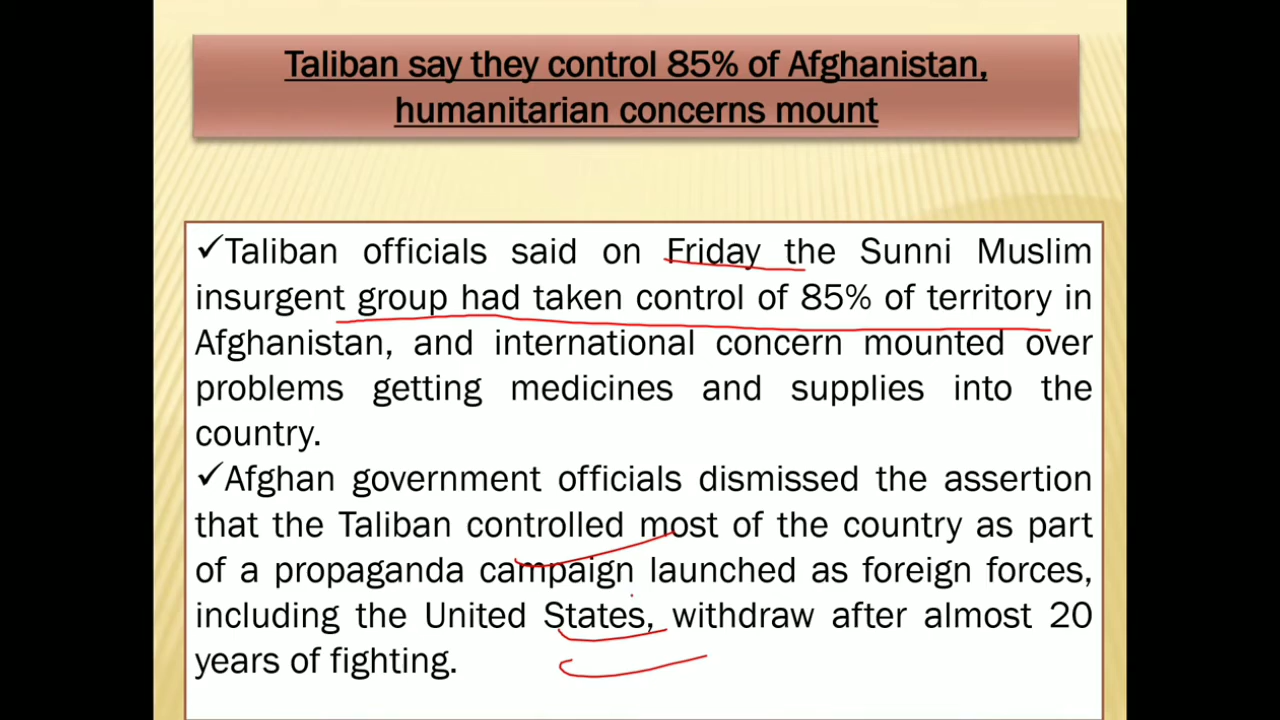 Taliban say they control 85% of Afghanistan,
humanitarian concerns mount
✓Taliban officials said on Friday the Sunni Muslim
insurgent group had taken control of 85% of territory in
Afghanistan, and international concern mounted over
problems getting medicines and supplies into the
country.
✓Afghan government officials dismissed the assertion
that the Taliban controlled most of the country as part
of a propaganda campaign launched as foreign forces,
including the United States, withdraw after almost 20
years of fighting.